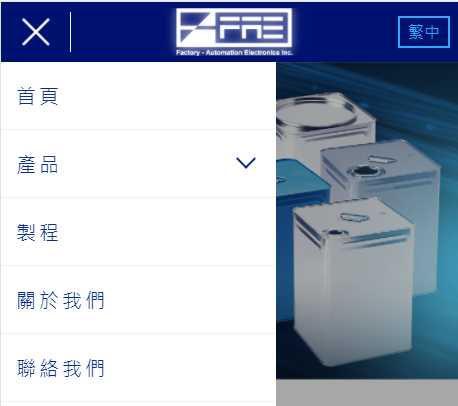 FAE
Factory - Automation Electronics Inc.
繁中
首頁
產品
製程
關於我們
聯絡我們